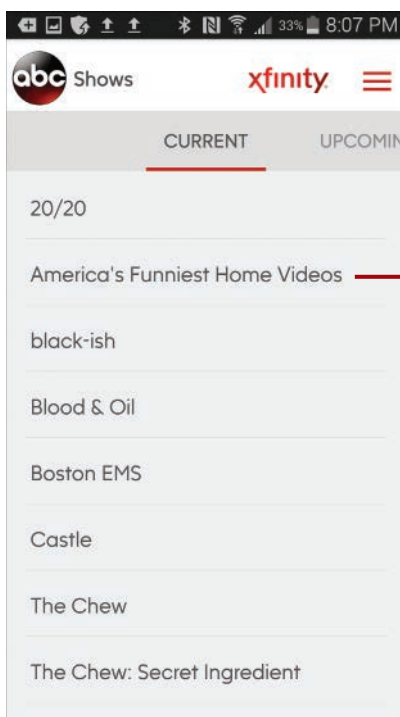 33% 8:07 PM
abc Shows xfinity
CURRENT UPCOMIN
20/20
America's Funniest Home Videos
black-ish
Blood & Oil
Boston EMS
Castle
The Chew
The Chew: Secret Ingredient